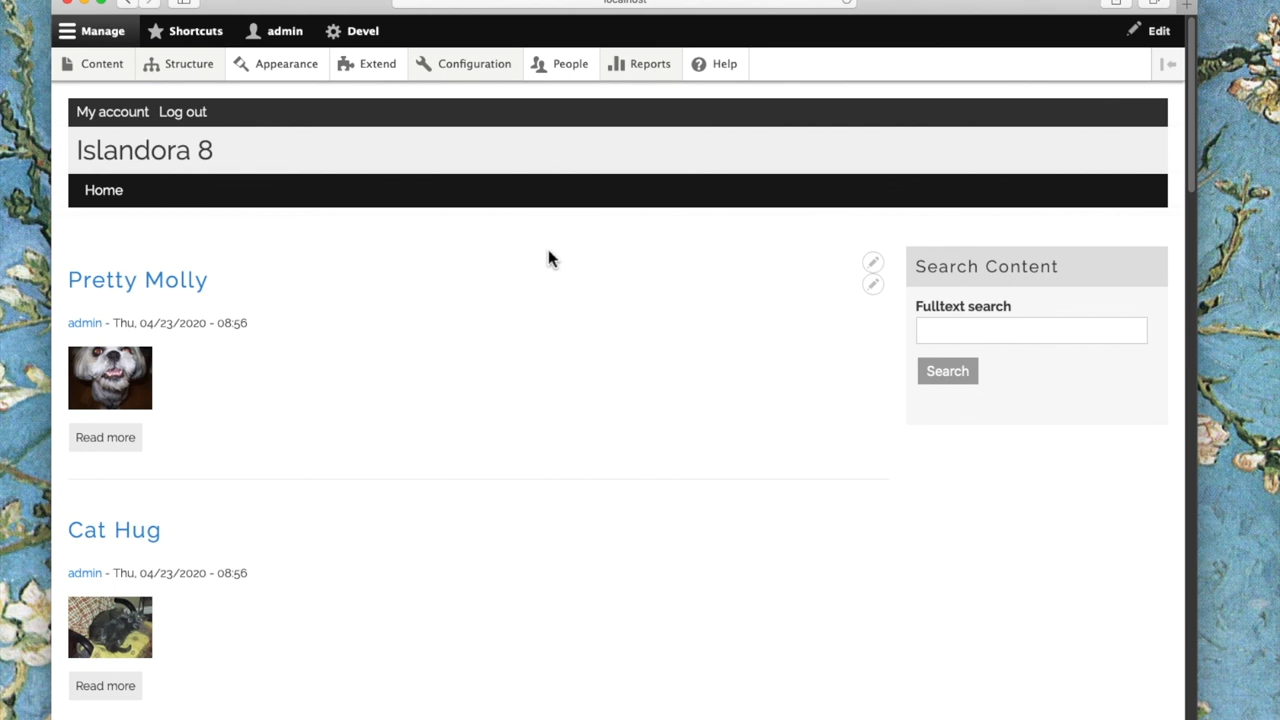 localhost
Manage Shortcuts admin Devel Edit
Content Structure Appearance Extend Configuration People Reports Help
My account Log out
Islandora 8
Home
Pretty Molly
admin - Thu, 04/23/2020 - 08:56
Read more
Search Content
Fulltext search
Search
Cat Hug
admin - Thu, 04/23/2020 - 08:56
Read more